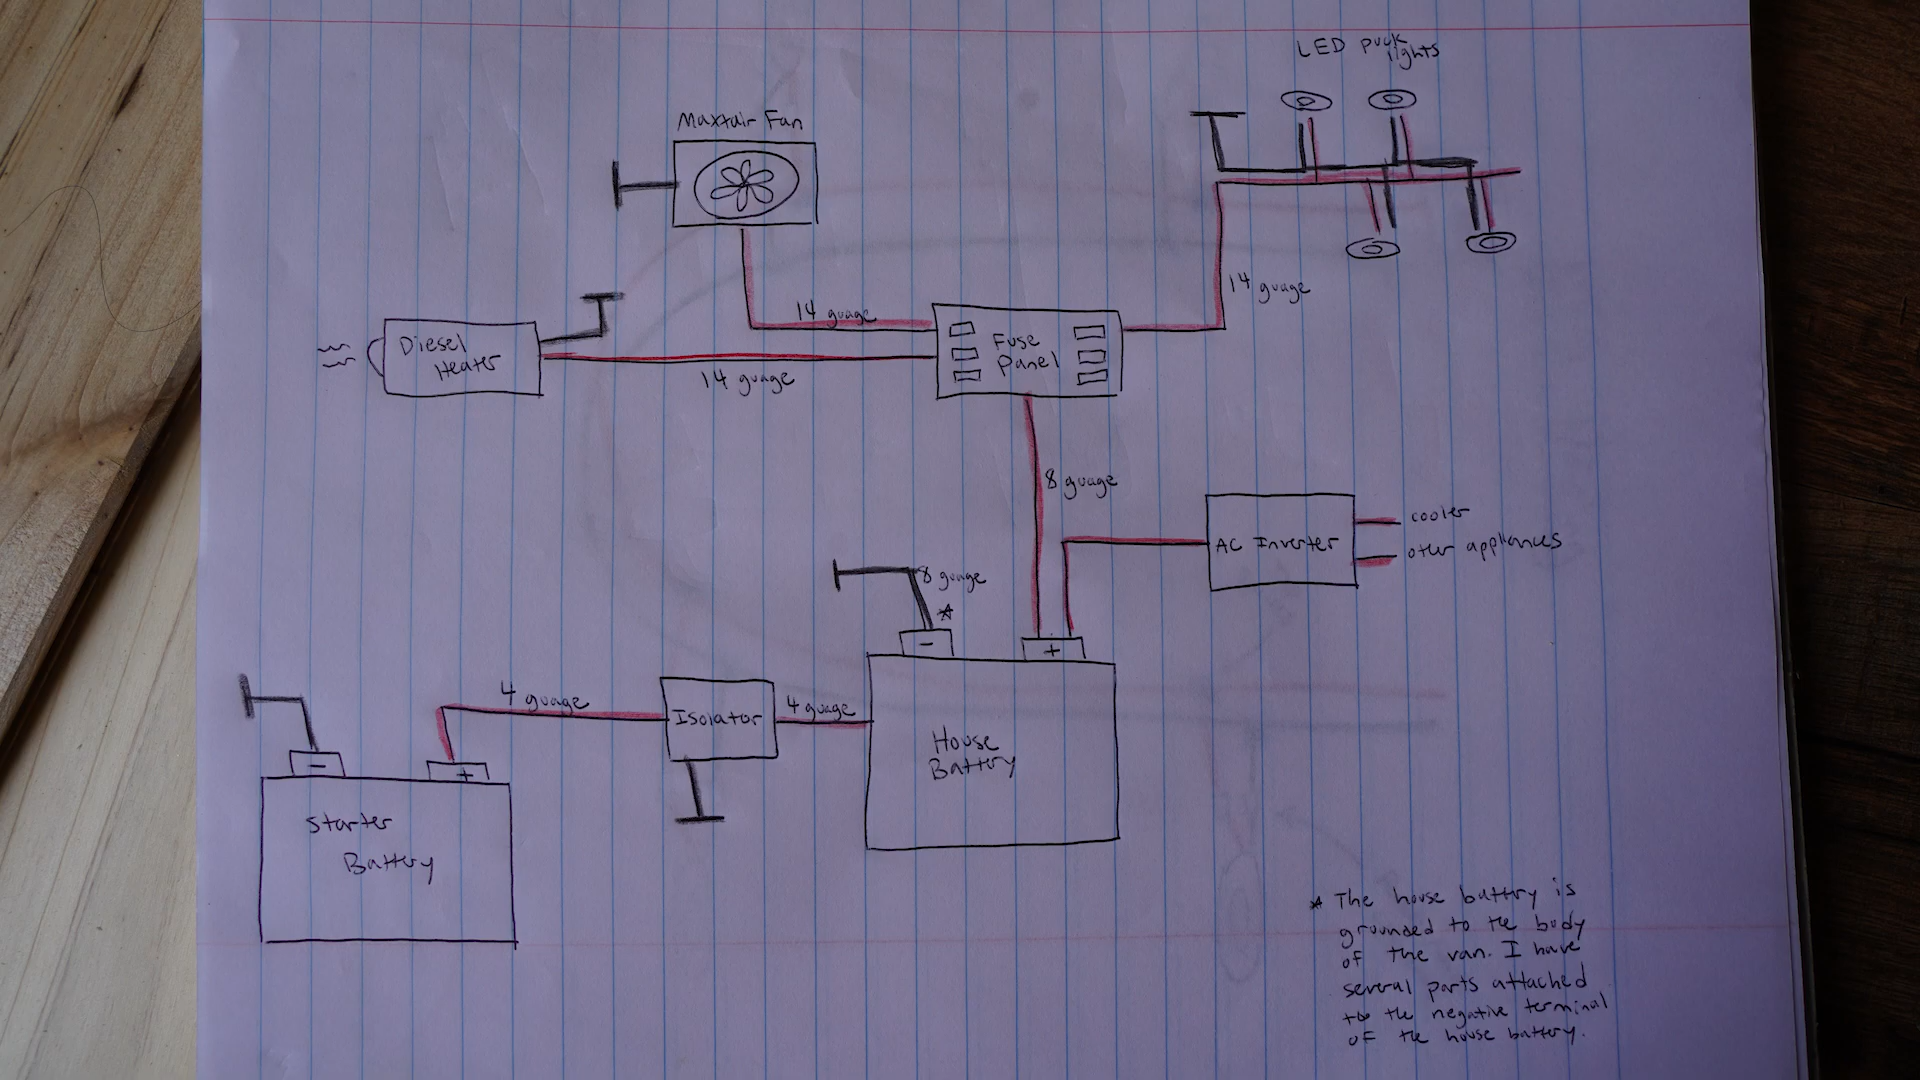 LED puck
lights
Maxxair Fan
14 guage
14 guage
Diesel
Heater
Fuse
Panel
14 guage
8 guage
cooler
AC Inverter
other appliances
8 guage
*
-
+
4 guage
Isolator
4 guage
House
Battery
-
+
Starter
Battery
* The house battery is
grounded to the body
of the van. I have
several parts attached
to the negative terminal
of the house battery.